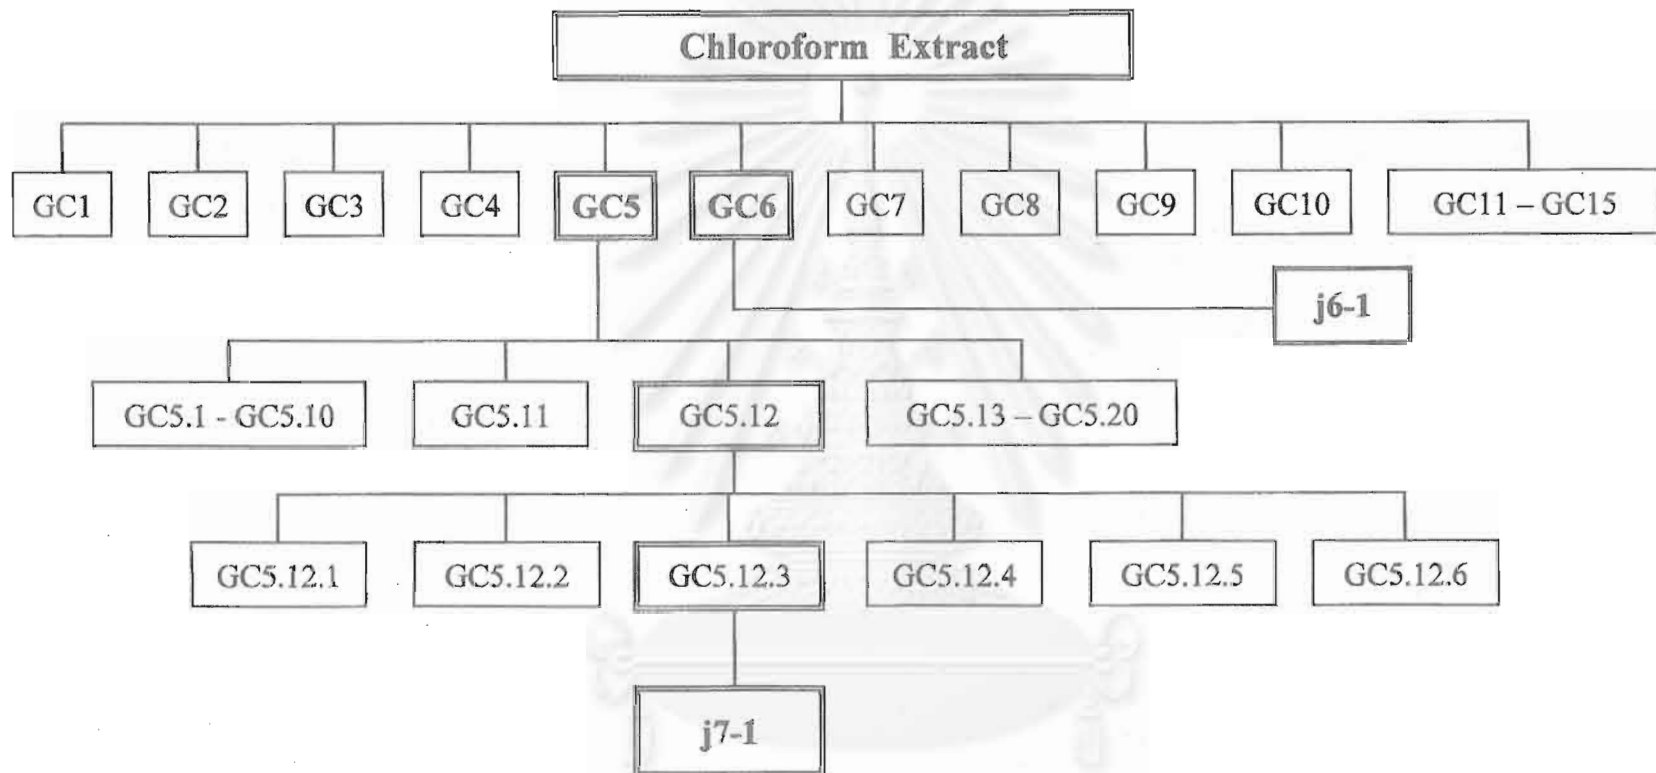 Chloroform Extract
GC1
GC2
GC3
GC4
GC5
GC6
GC7
GC8
GC9
GC10
GC11 – GC15
j6-1
GC5.1 - GC5.10
GC5.11
GC5.12
GC5.13 – GC5.20
GC5.12.1
GC5.12.2
GC5.12.3
GC5.12.4
GC5.12.5
GC5.12.6
j7-1